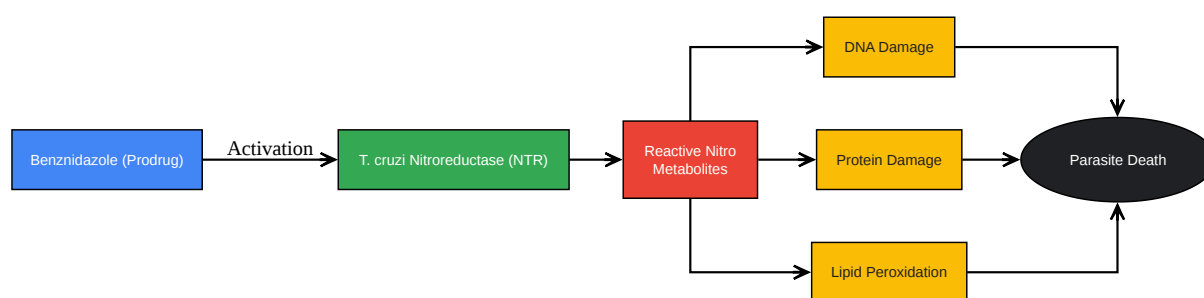 Benznidazole (Prodrug)
Activation
T. cruzi Nitroreductase (NTR)
Reactive Nitro
Metabolites
DNA Damage
Protein Damage
Lipid Peroxidation
Parasite Death